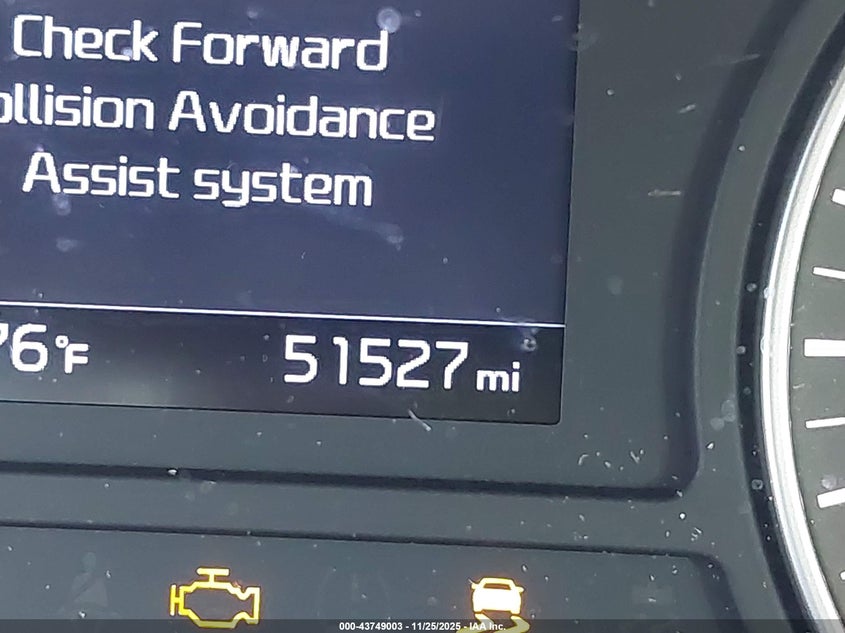 Check Forward
ollision Avoidance
Assist system
76°F 51527 mi
000-43749003 - 11/25/2025 - IAA Inc.